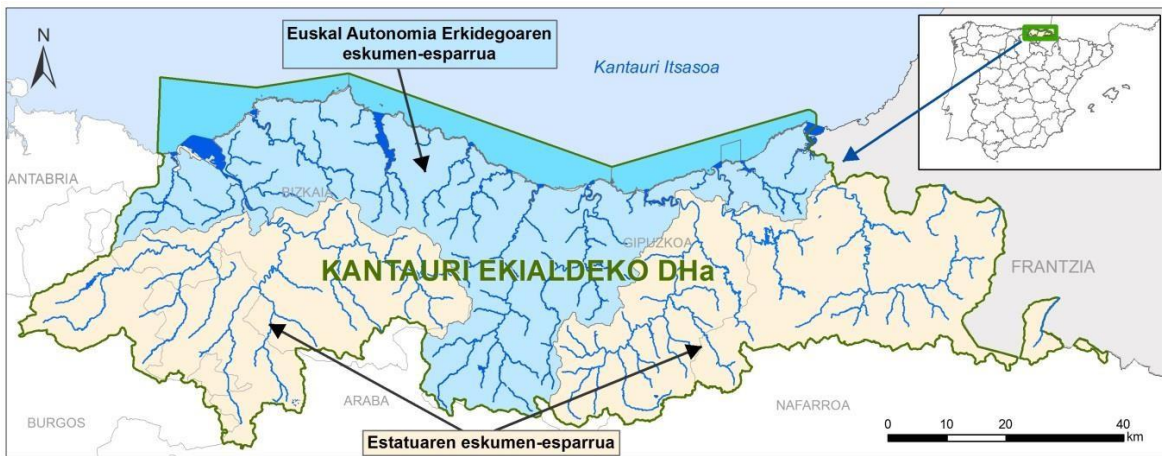 N
Euskal Autonomia Erkidegoaren
eskumen-esparrua
Kantauri Itsasoa
ANTABRIA
BIZKAIA
GIPUZKOA
KANTAURI EKIALDEKO DHa
FRANTZIA
ARABA
NAFARROA
BURGOS
Estatuaren eskumen-esparrua
0 10 20 30 40
km